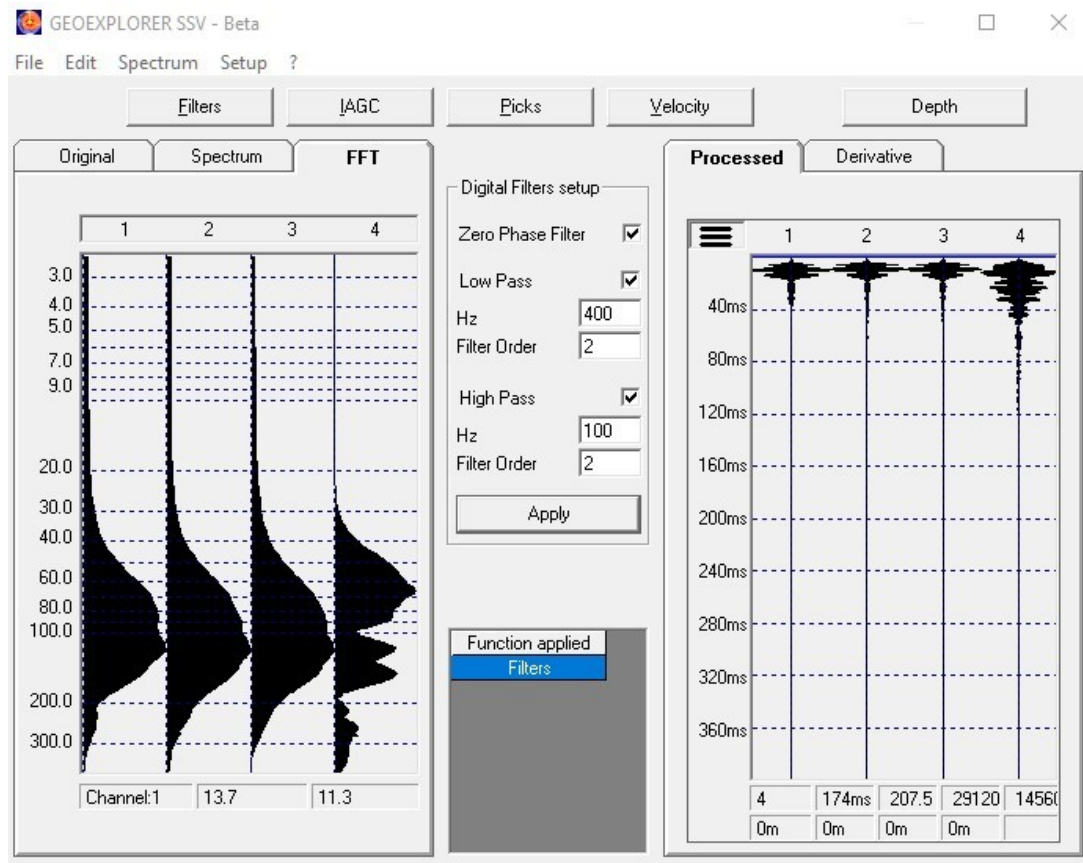 GEOEXPLORER SSV - Beta
File Edit Spectrum Setup ?
Filters IAGC Picks Velocity Depth
Original Spectrum FFT
Processed Derivative
1 2 3 4
3.0
4.0
5.0
7.0
9.0
20.0
30.0
40.0
60.0
80.0
100.0
200.0
300.0
Channel:1 13.7 11.3
Digital Filters setup
Zero Phase Filter
Low Pass
Hz 400
Filter Order 2
High Pass
Hz 100
Filter Order 2
Apply
Function applied
Filters
1 2 3 4
40ms
80ms
120ms
160ms
200ms
240ms
280ms
320ms
360ms
4 174ms 207.5 29120 1456
0m 0m 0m 0m